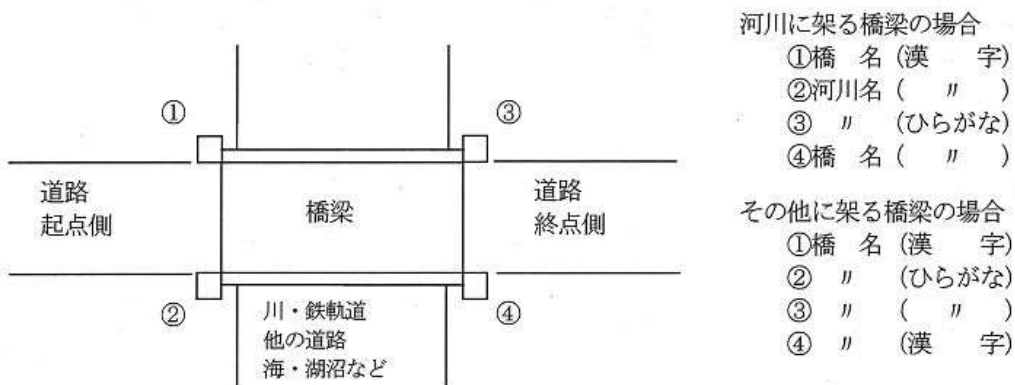 ①
③
道路
起点側
橋梁
道路
終点側
②
④
川・鉄軌道
他の道路
海・湖沼など
河川に架る橋梁の場合
①橋　名 (漢　　字)
②河川名 (　〃　)
③　〃　(ひらがな)
④橋　名 (　〃　)
その他に架る橋梁の場合
①橋　名 (漢　　字)
②　〃　(ひらがな)
③　〃　(　〃　)
④　〃　(漢　　字)